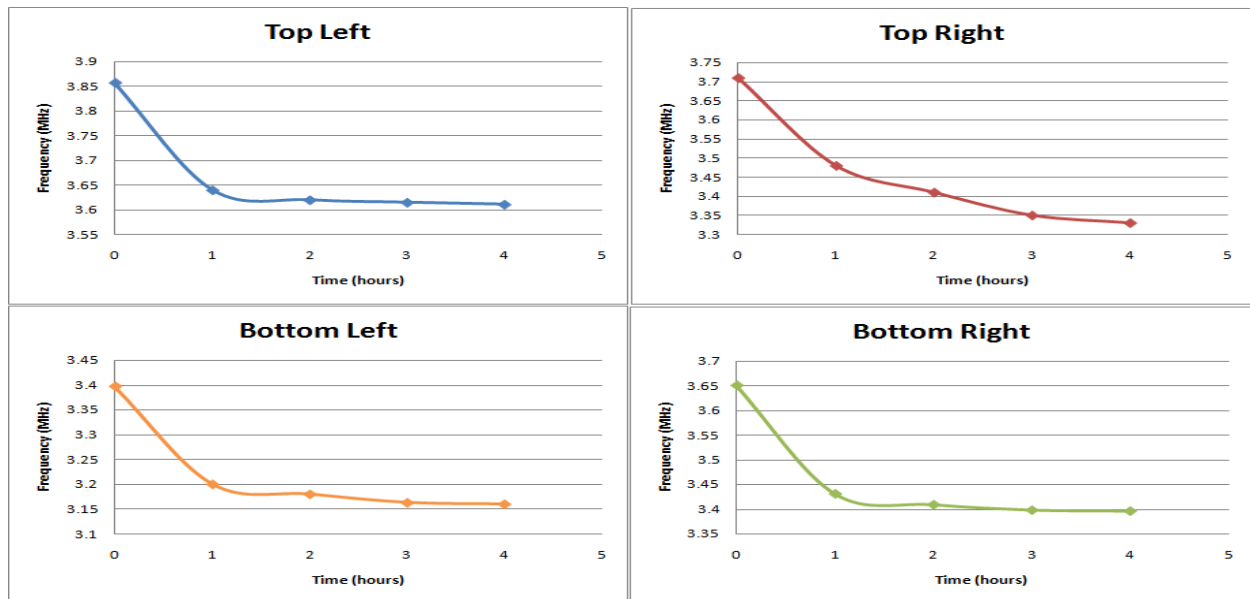 Top Left
Frequency (MHz)
3.9
3.85
3.8
3.75
3.7
3.65
3.6
3.55
0 1 2 3 4 5
Time (hours)
Top Right
Frequency (MHz)
3.75
3.7
3.65
3.6
3.55
3.5
3.45
3.4
3.35
3.3
0 1 2 3 4 5
Time (hours)
Bottom Left
Frequency (MHz)
3.45
3.4
3.35
3.3
3.25
3.2
3.15
3.1
0 1 2 3 4 5
Time (hours)
Bottom Right
Frequency (MHz)
3.7
3.65
3.6
3.55
3.5
3.45
3.4
3.35
0 1 2 3 4 5
Time (hours)